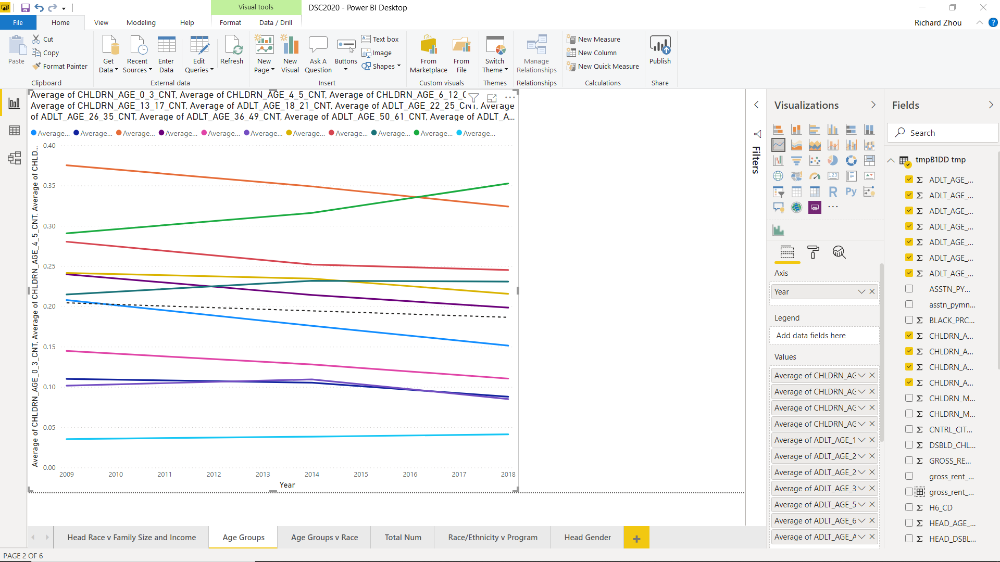 Visual tools
DSC2020 - Power BI Desktop
File
Home
View
Modeling
Help
Format
Data / Drill
Richard Zhou
?
Paste
Cut
Copy
Format Painter
Clipboard
Get Data
Recent Sources
Enter Data
Edit Queries
Refresh
External data
New Page
New Visual
Ask A Question
Buttons
Text box
Image
Shapes
Insert
From Marketplace
From File
Custom visuals
Switch Theme
Themes
Manage Relationships
Relationships
New Measure
New Column
New Quick Measure
Calculations
Publish
Share
Average of CHLDRN_AGE_0_3_CNT, Average of CHLDRN_AGE_4_5_CNT, Average of CHLDRN_AGE_6_12_C
Average of CHLDRN_AGE_13_17_CNT, Average of ADLT_AGE_18_21_CNT, Average of ADLT_AGE_22_25_CNT, Average
of ADLT_AGE_26_35_CNT, Average of ADLT_AGE_36_49_CNT, Average of ADLT_AGE_50_61_CNT, Average of ADLT_A...
Average... Average... Average... Average... Average... Average... Average... Average... Average... Average... Average...
Average of CHLDRN_AGE_0_3_CNT, Average of CHLDRN_AGE_4_5_CNT, Average of CHLD...
0.40
0.35
0.30
0.25
0.20
0.15
0.10
0.05
0.00
2009 2010 2011 2012 2013 2014 2015 2016 2017 2018
Year
Filters
Visualizations
123
R
Py
Axis
Year
Legend
Add data fields here
Values
Average of CHLDRN_AG
Average of CHLDRN_AG
Average of CHLDRN_AG
Average of CHLDRN_AG
Average of ADLT_AGE_1
Average of ADLT_AGE_2
Average of ADLT_AGE_2
Average of ADLT_AGE_3
Average of ADLT_AGE_5
Average of ADLT_AGE_6
Average of ADLT_AGE_A
Fields
Search
tmpB1DD tmp
Σ ADLT_AGE_...
Σ ADLT_AGE_...
Σ ADLT_AGE_...
Σ ADLT_AGE_...
Σ ADLT_AGE_...
Σ ADLT_AGE_...
Σ ADLT_AGE_...
ASSTN_PY...
asstn_pymn...
Σ BLACK_PRC...
Σ CHLDRN_A...
Σ CHLDRN_A...
Σ CHLDRN_A...
Σ CHLDRN_A...
Σ CHLDRN_M...
Σ CHLDRN_M...
Σ CNTRL_CIT...
Σ DSBLD_CHL...
Σ GROSS_RE...
gross_rent_...
gross_rent_...
Σ H6_CD
Σ HEAD_AGE_...
Σ HEAD_DSBL...
Head Race v Family Size and Income
Age Groups
Age Groups v Race
Total Num
Race/Ethnicity v Program
Head Gender
PAGE 2 OF 6